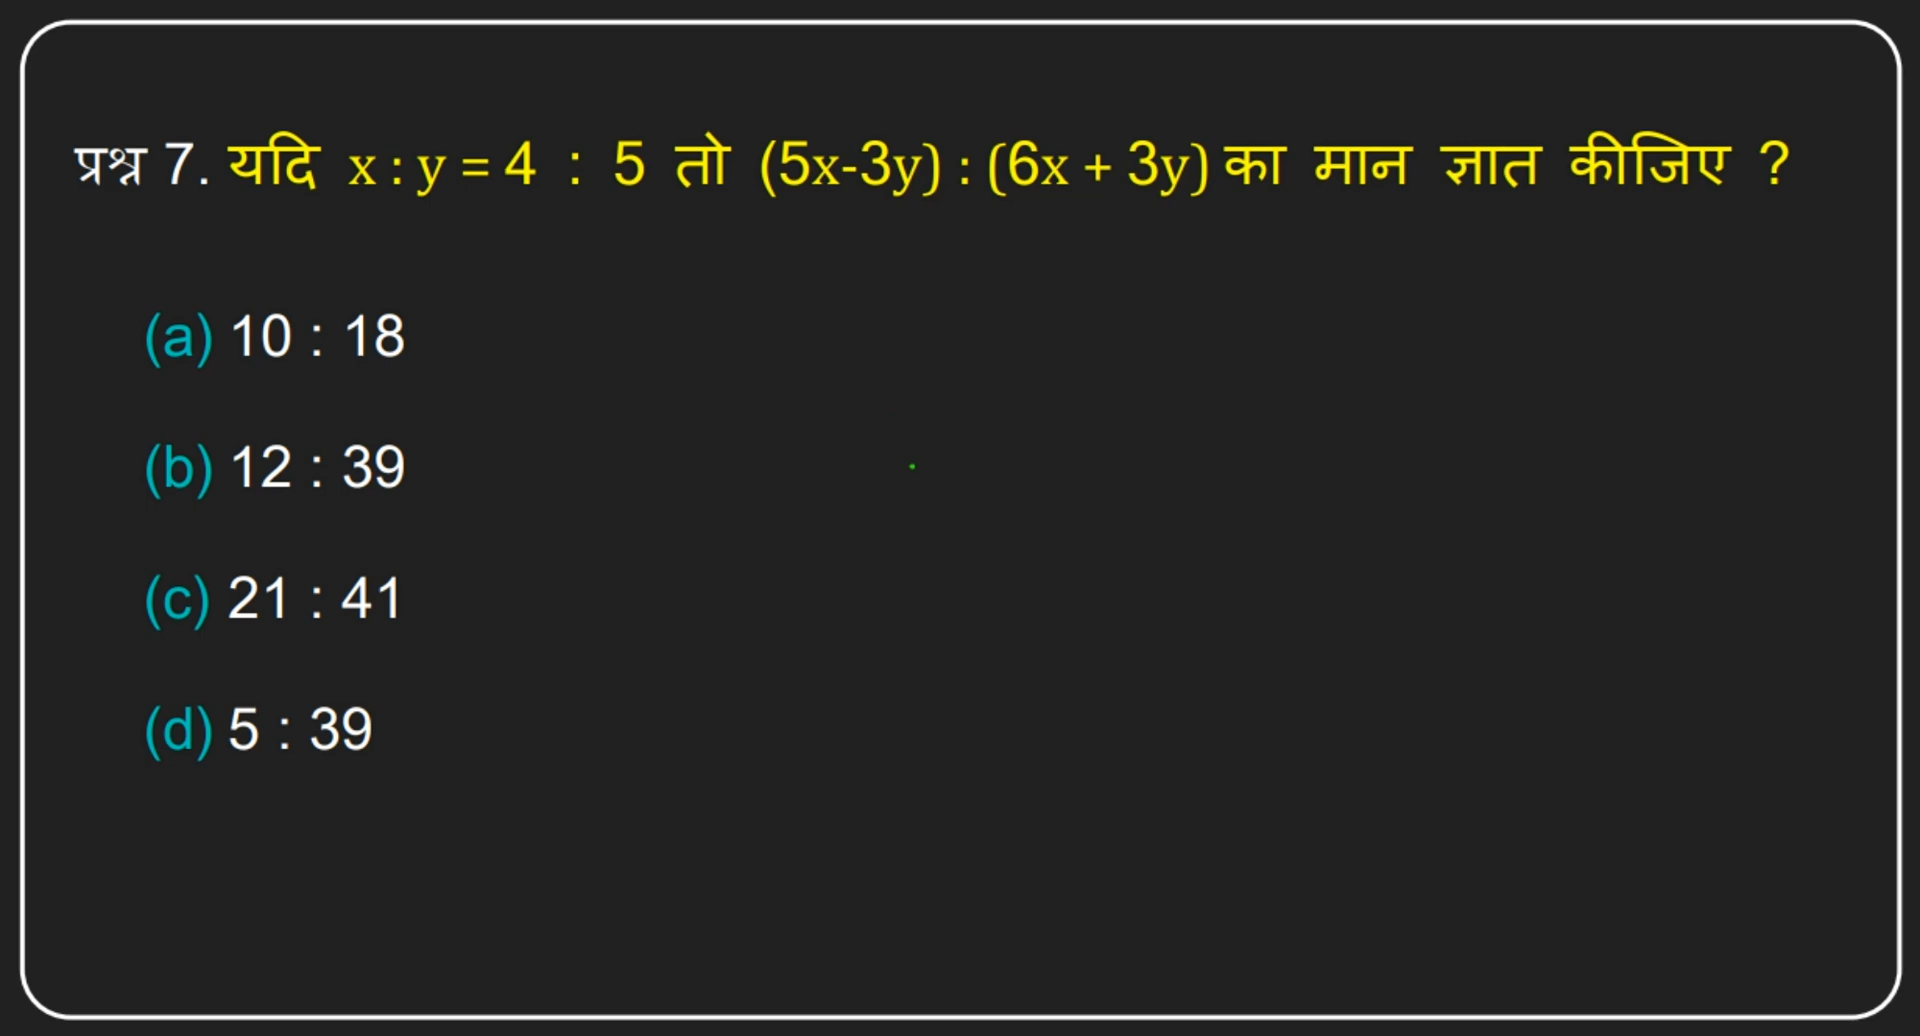 प्रश्न 7. यदि x : y = 4 : 5 तो (5x-3y) : (6x + 3y) का मान ज्ञात कीजिए ?
(a) 10 : 18
(b) 12 : 39
(c) 21 : 41
(d) 5 : 39